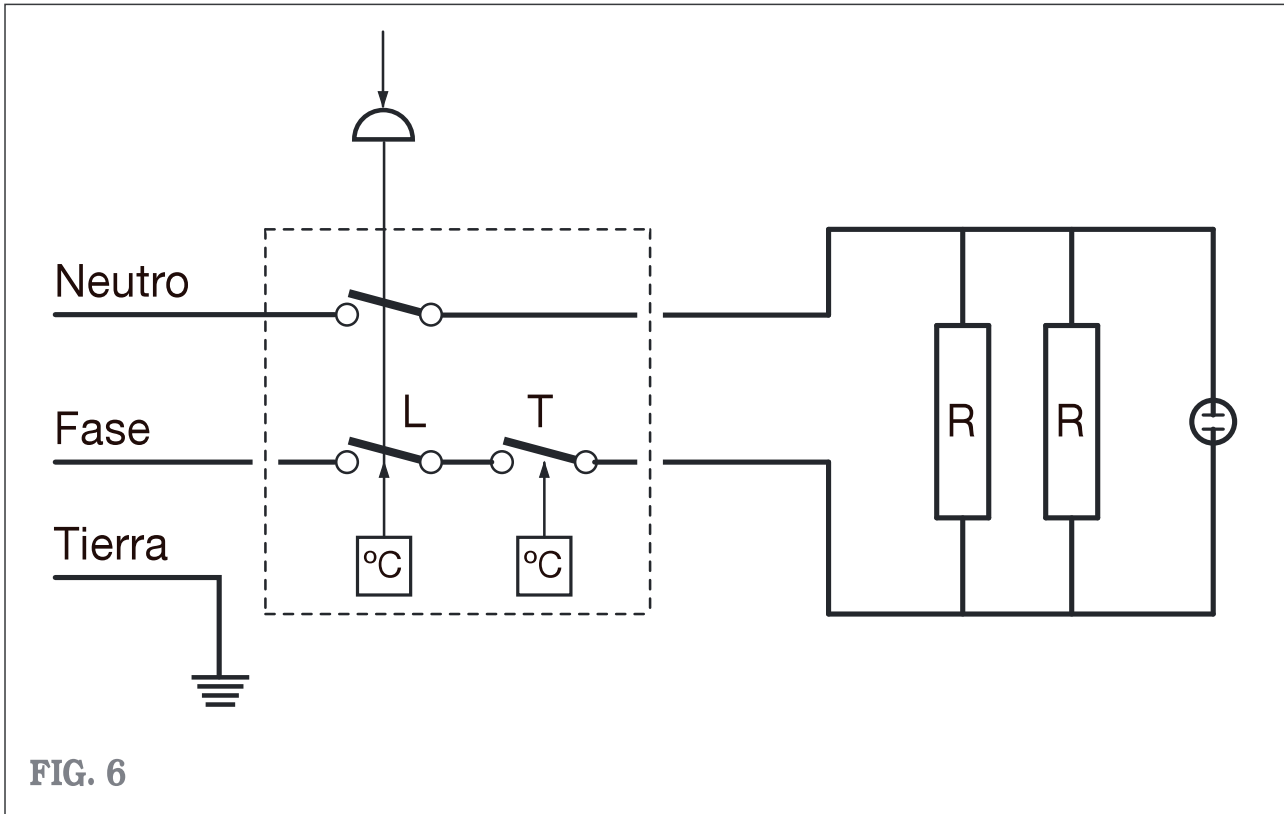 Neutro
L T
Fase
R R
Tierra
ºC ºC
FIG. 6